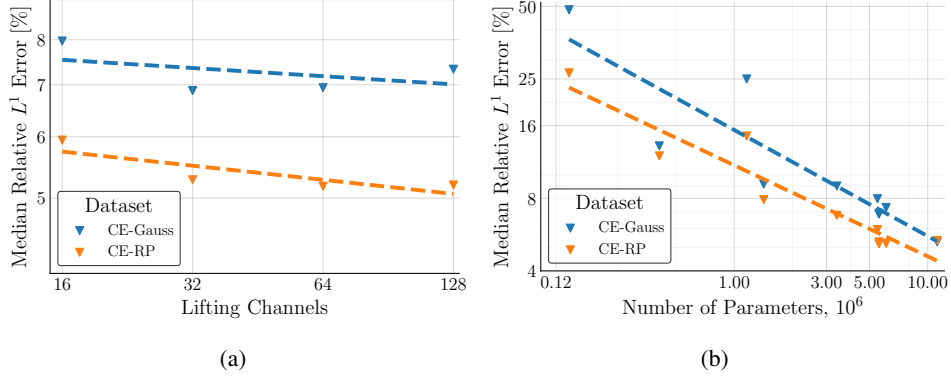 Median Relative L¹ Error [%]
8
7
6
5
Dataset
CE-Gauss
CE-RP
16
32
64
128
Lifting Channels
(a)
Median Relative L¹ Error [%]
50
25
16
8
4
Dataset
CE-Gauss
CE-RP
0.12
1.00
3.00
5.00
10.00
Number of Parameters, 10⁶
(b)